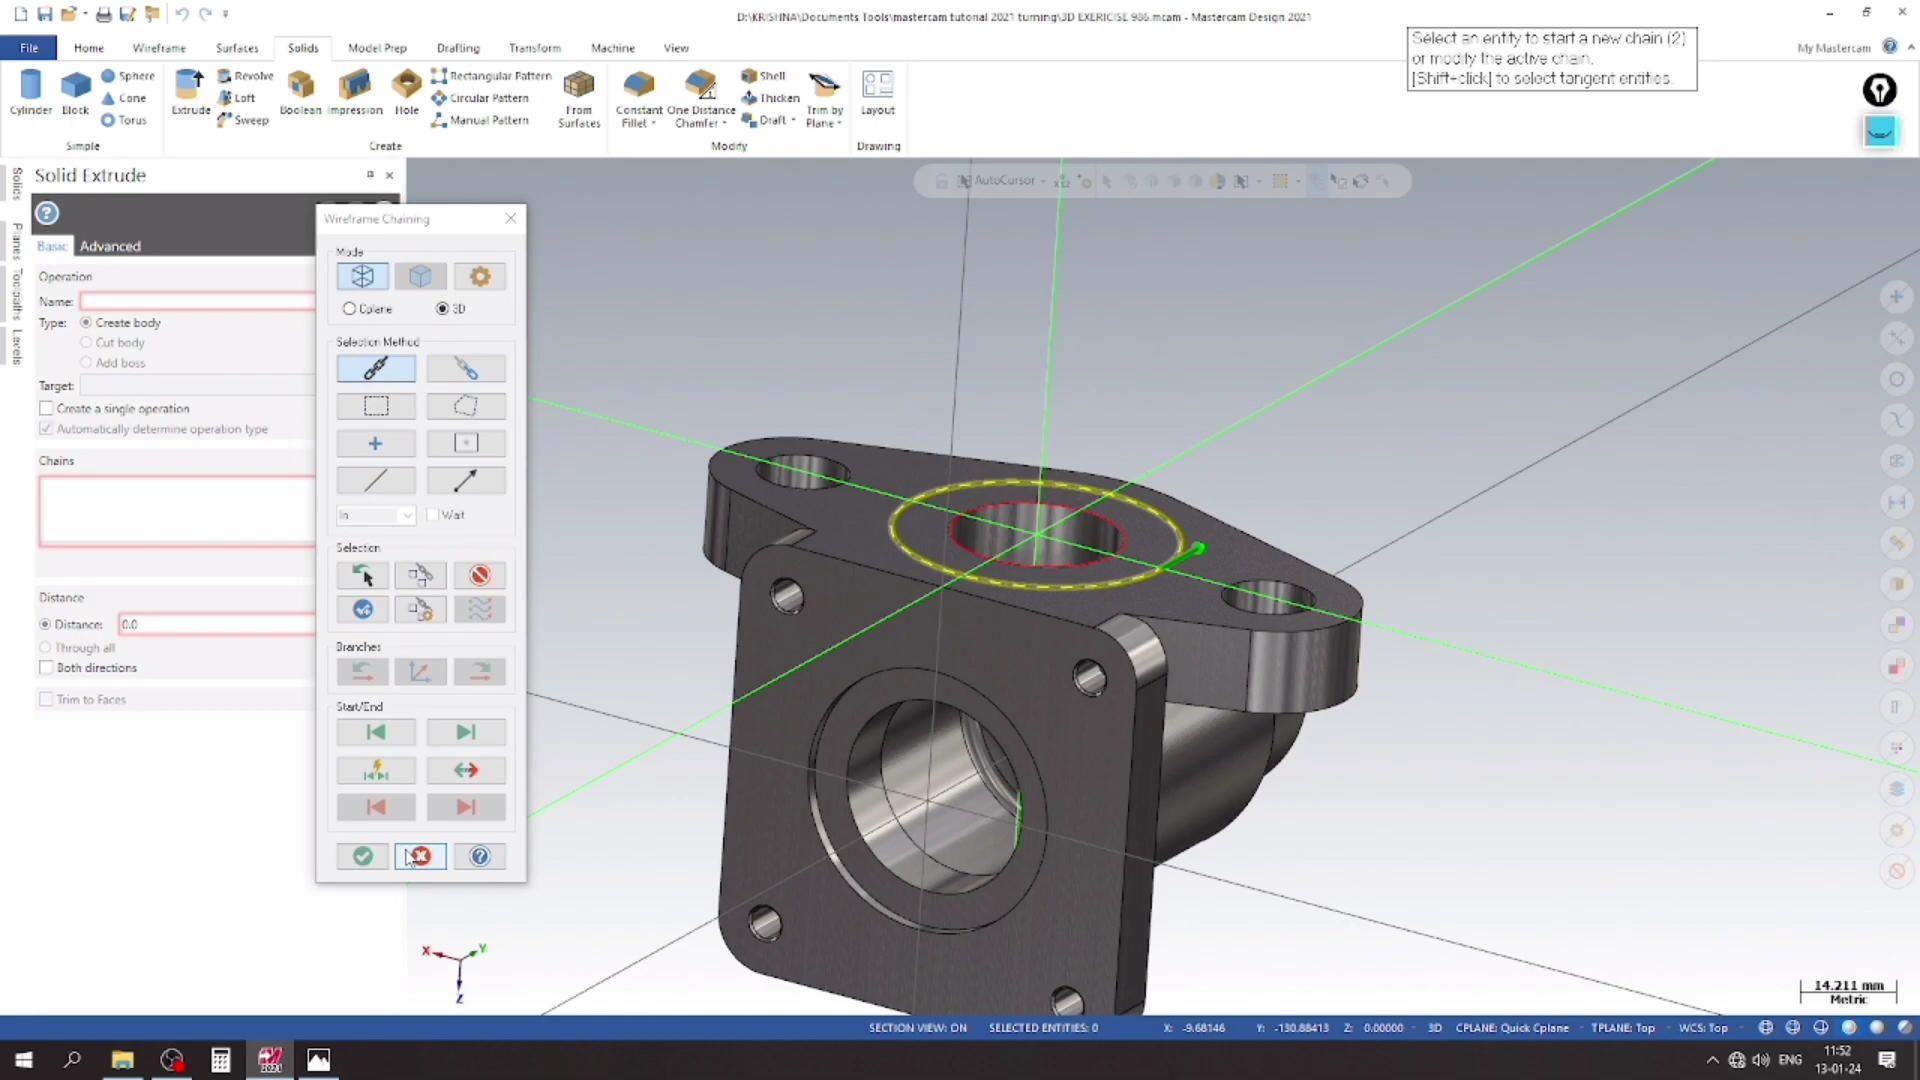 D:\KRISHNA\Documents Tools\mastercam tutorial 2021 turning\3D EXERICISE 986.mcam - Mastercam Design 2021
File Home Wireframe Surfaces Solids Model Prep Drafting Transform Machine View
My Mastercam
Select an entity to start a new chain (2)
or modify the active chain.
[Shift+click] to select tangent entities.
Cylinder Block Sphere Cone Torus
Simple
Extrude Revolve Loft Sweep Boolean Impression Hole Rectangular Pattern Circular Pattern Manual Pattern From Surfaces
Create
Constant Fillet One Distance Chamfer Shell Thicken Draft Trim by Plane
Modify
Layout
Drawing
Solids
Planes
Toolpaths
Levels
Solid Extrude
Basic Advanced
Operation
Name:
Type: Create body
Cut body
Add boss
Target:
Create a single operation
Automatically determine operation type
Chains
Distance
Distance: 0.0
Through all
Both directions
Trim to Faces
Wireframe Chaining
Mode
Cplane 3D
Selection Method
In Wait
Selection
Branches
Start/End
AutoCursor
X
Y
Z
14.211 mm
Metric
SECTION VIEW: ON SELECTED ENTITIES: 0 X: -9.68146 Y: -130.88413 Z: 0.00000 3D CPLANE: Quick Cplane TPLANE: Top WCS: Top
ENG
11:52
13-01-24